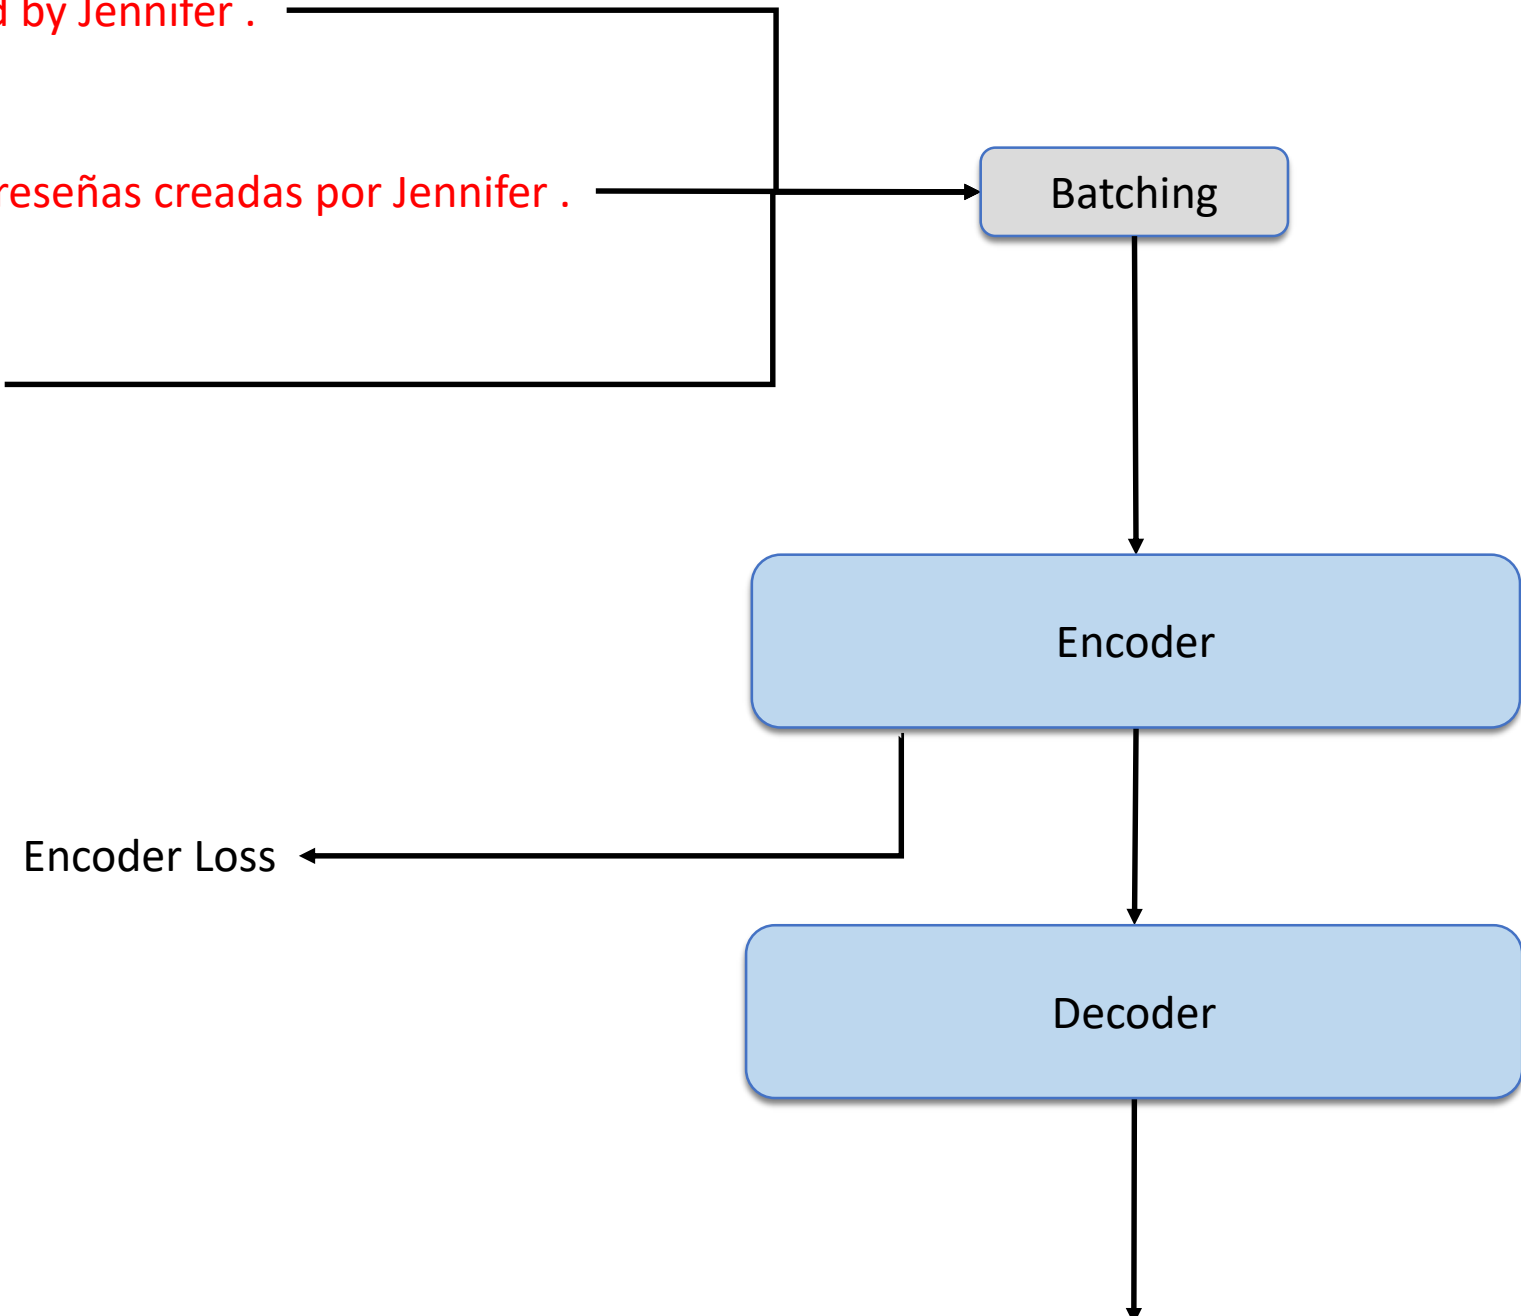 by Jennifer .
reseñas creadas por Jennifer .
Batching
Encoder
Encoder Loss
Decoder